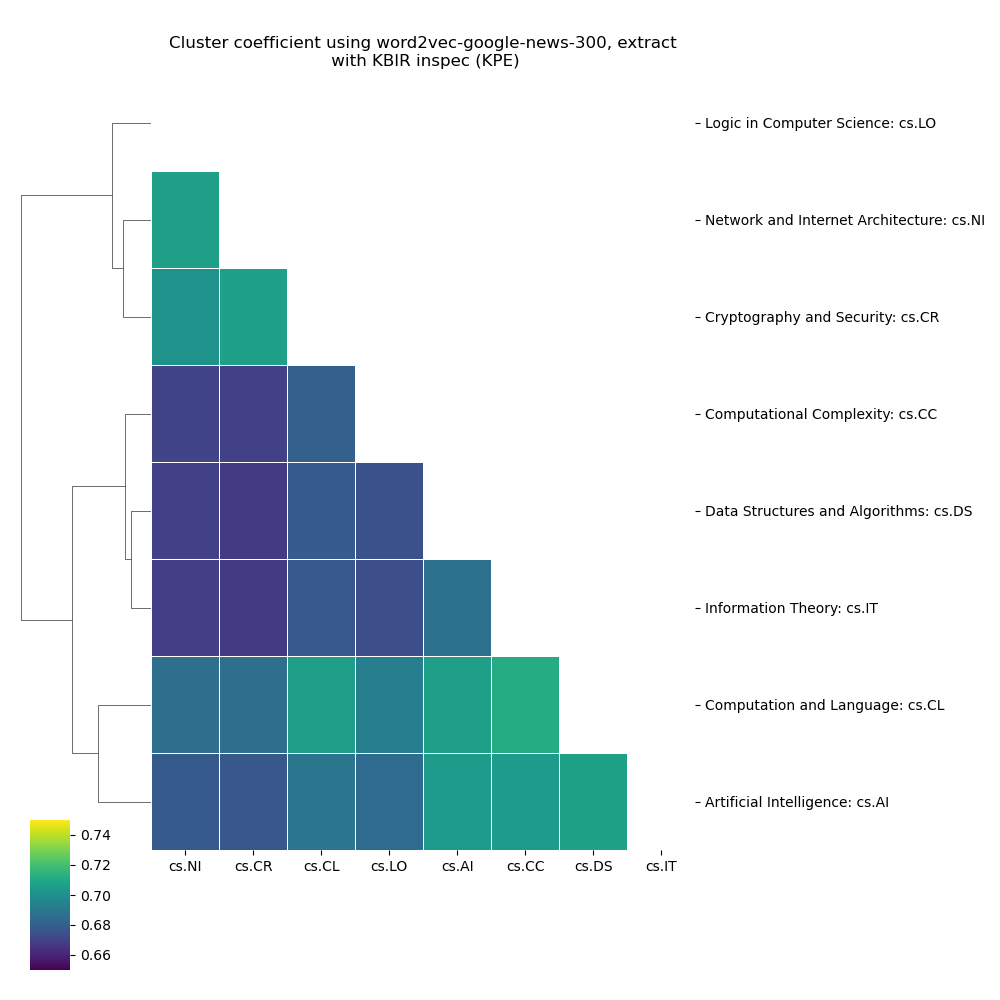 Cluster coefficient using word2vec-google-news-300, extract
with KBIR inspec (KPE)
Logic in Computer Science: cs.LO
Network and Internet Architecture: cs.NI
Cryptography and Security: cs.CR
Computational Complexity: cs.CC
Data Structures and Algorithms: cs.DS
Information Theory: cs.IT
Computation and Language: cs.CL
Artificial Intelligence: cs.AI
0.74
0.72
0.70
0.68
0.66
cs.NI cs.CR cs.CL cs.LO cs.AI cs.CC cs.DS cs.IT